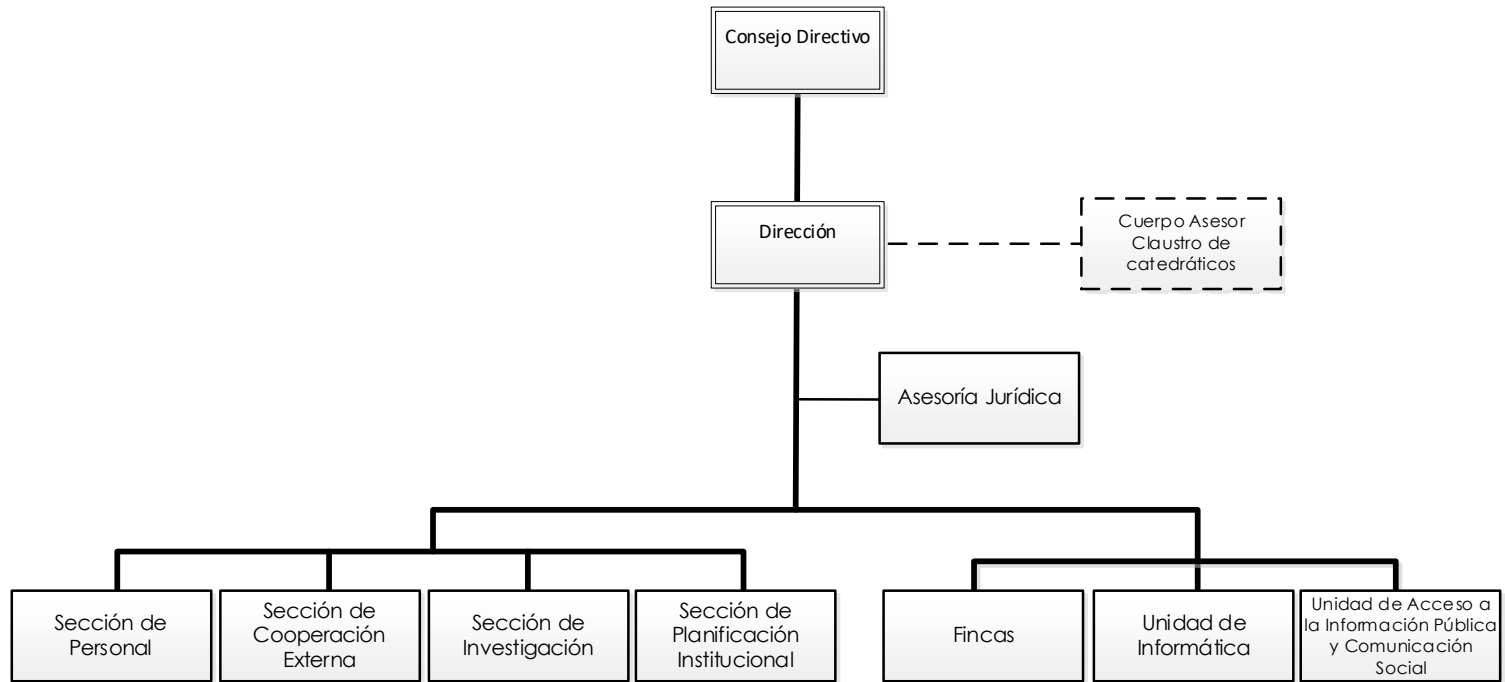 Consejo Directivo
Dirección
Cuerpo Asesor
Claustro de
catedráticos
Asesoría Jurídica
Sección de
Personal
Sección de
Cooperación
Externa
Sección de
Investigación
Sección de
Planificación
Institucional
Fincas
Unidad de
Informática
Unidad de Acceso a
la Información Pública
y Comunicación
Social